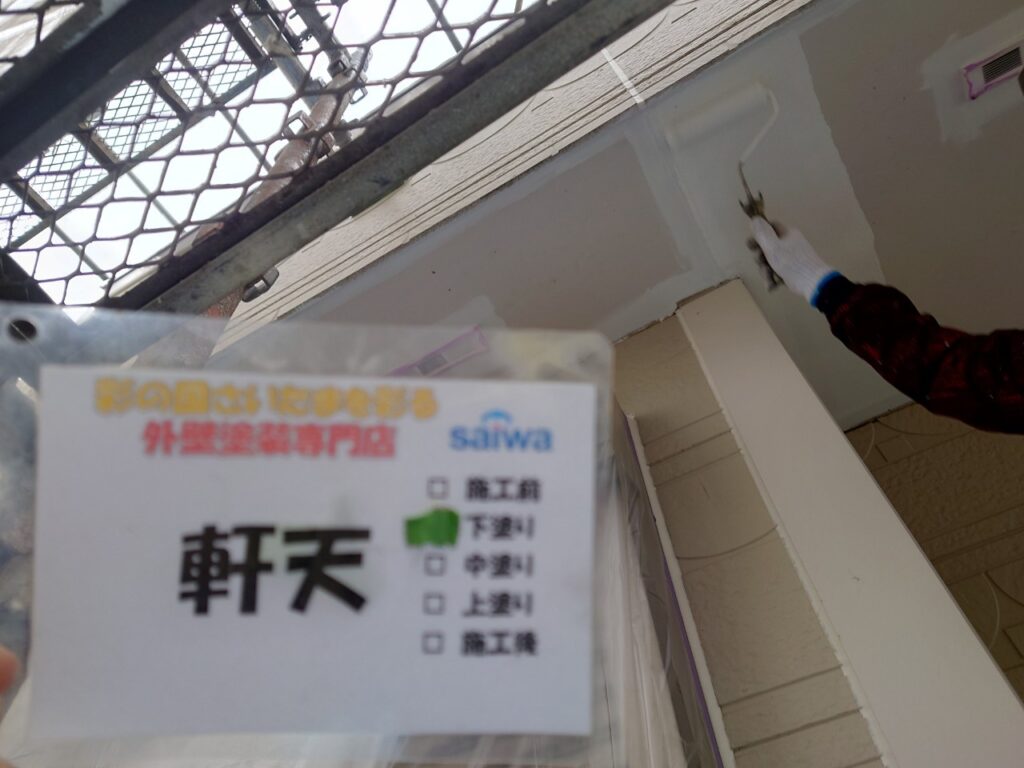 彩の国さいたまを彩る
外壁塗装専門店
saiwa
軒天
□ 施工前
下塗り
□ 中塗り
□ 上塗り
□ 施工後